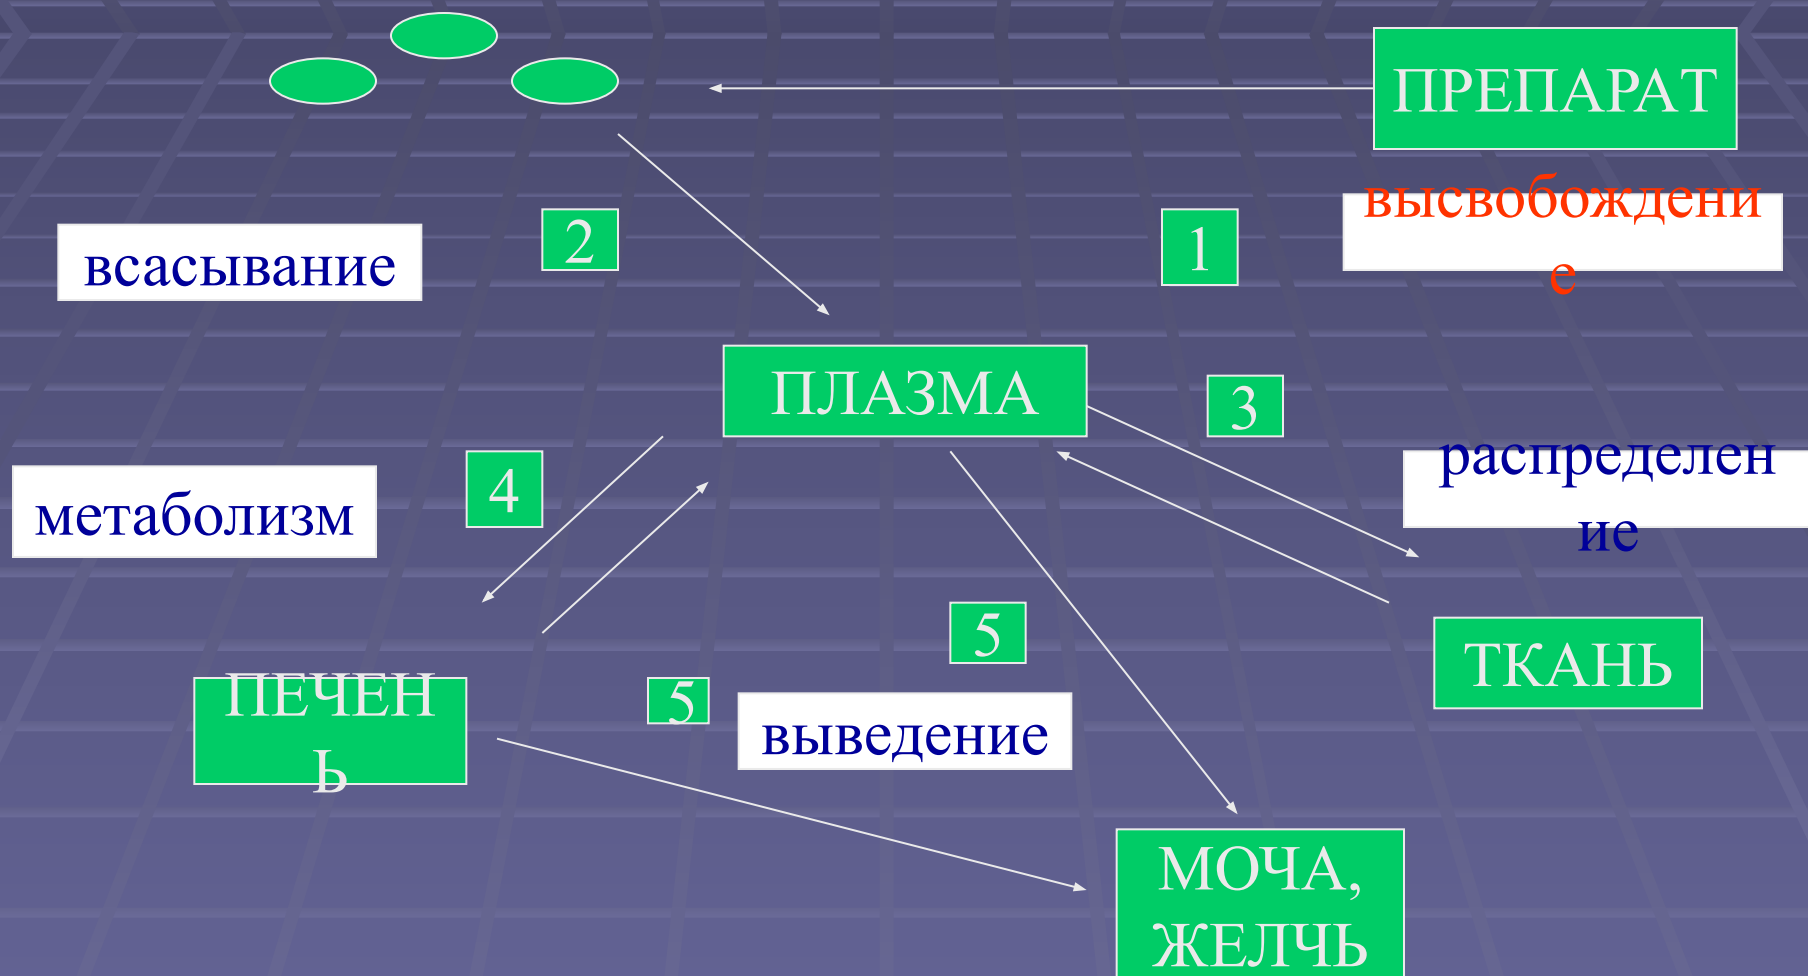 ПРЕПАРАТ
высвобождени
е
1
2
всасывание
ПЛАЗМА
3
распределен
ие
4
метаболизм
5
ТКАНЬ
ПЕЧЕН
Ь
5
выведение
МОЧА,
ЖЕЛЧЬ